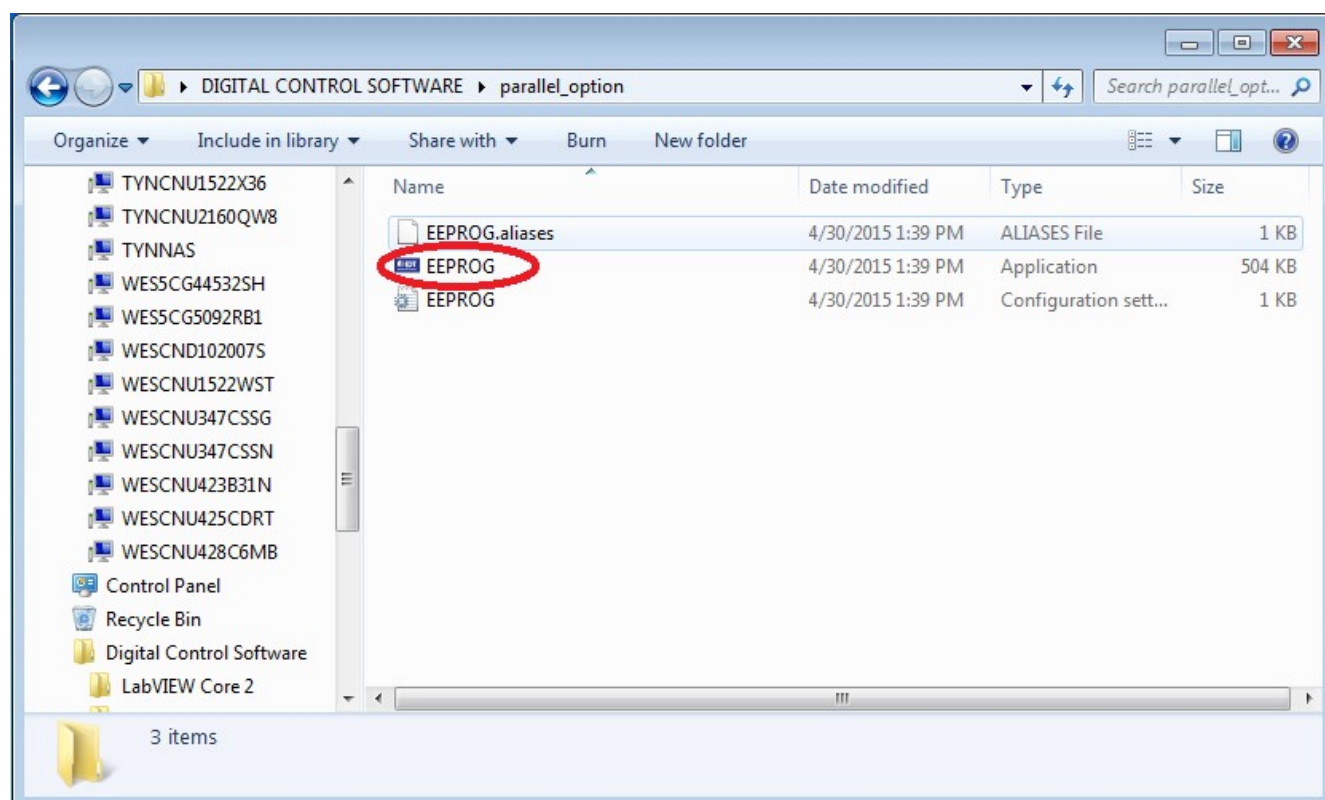 DIGITAL CONTROL SOFTWARE parallel_option Search parallel_opt...
Organize Include in library Share with Burn New folder
TYNCNU1522X36
TYNCNU2160QW8
TYNNAS
WES5CG44532SH
WES5CG5092RB1
WESCND102007S
WESCNU1522WST
WESCNU347CSSG
WESCNU347CSSN
WESCNU423B31N
WESCNU425CDRT
WESCNU428C6MB
Control Panel
Recycle Bin
Digital Control Software
LabVIEW Core 2
Name Date modified Type Size
EEPROG.aliases 4/30/2015 1:39 PM ALIASES File 1 KB
EEPROG 4/30/2015 1:39 PM Application 504 KB
EEPROG 4/30/2015 1:39 PM Configuration sett... 1 KB
3 items